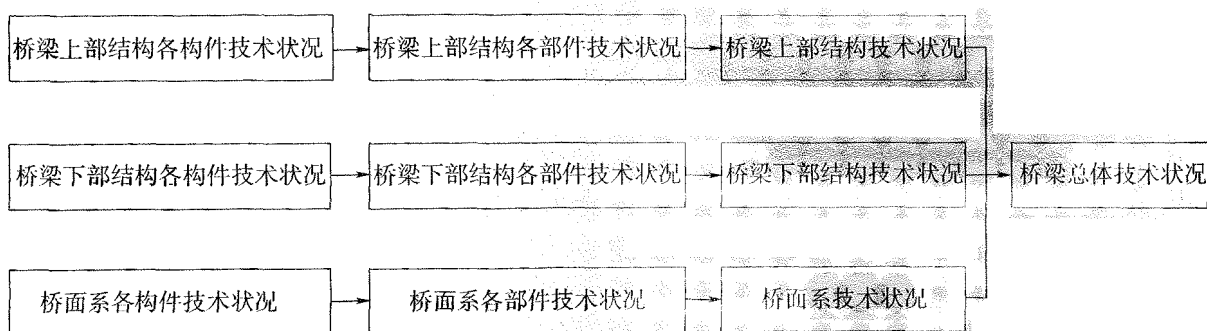 桥梁上部结构各构件技术状况
桥梁上部结构各部件技术状况
桥梁上部结构技术状况
桥梁下部结构各构件技术状况
桥梁下部结构各部件技术状况
桥梁下部结构技术状况
桥梁总体技术状况
桥面系各构件技术状况
桥面系各部件技术状况
桥面系技术状况